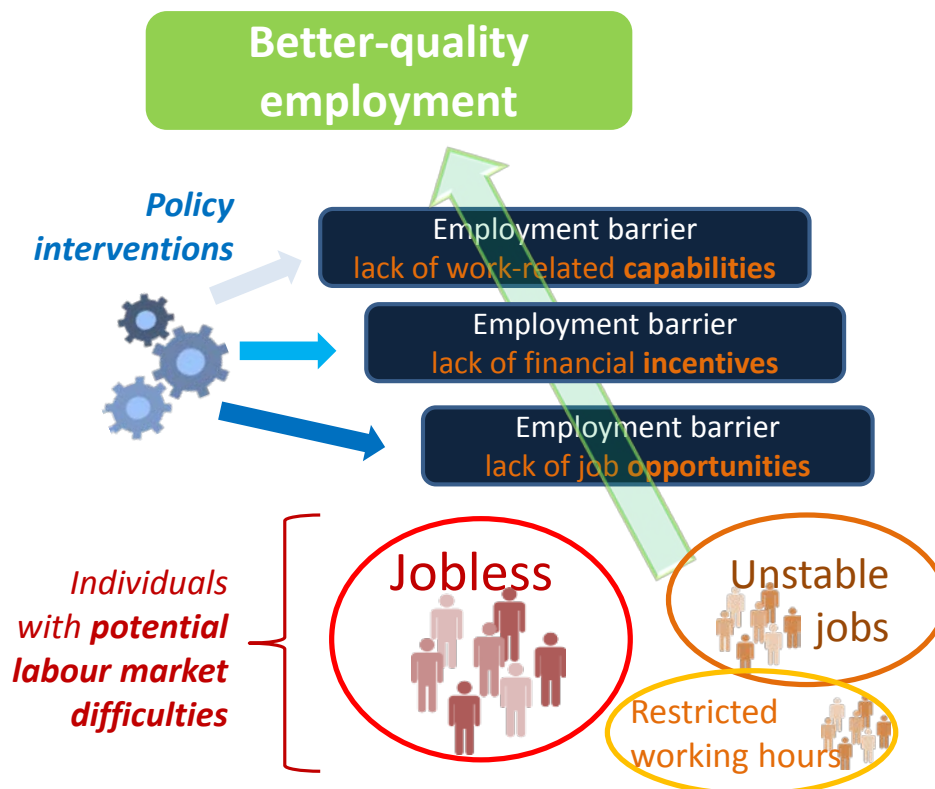 Better-quality
employment
Policy
interventions
Employment barrier
lack of work-related capabilities
Employment barrier
lack of financial incentives
Employment barrier
lack of job opportunities
Individuals
with potential
labour market
difficulties
Jobless
Unstable
jobs
Restricted
working hours